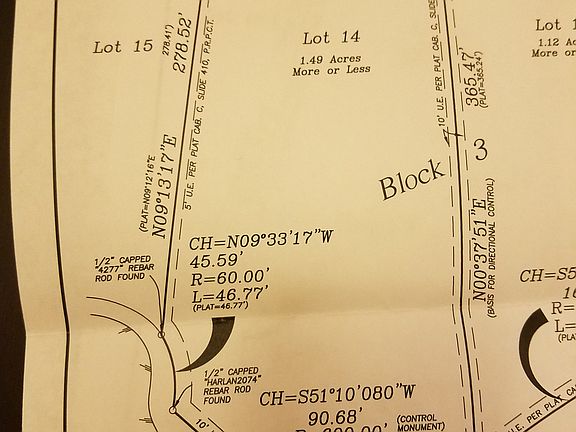 Lot 15
278.41')
278.52'
5' U.E. PER PLAT CAB. C, SLIDE 410, P.R.P.C.T.
Lot 14
1.49 Acres
More or Less
10' U.E. PER PLAT CAB. C, SLIDE
365.47'
(PLAT=365.24')
1.12 Ac
More or
Block 3
(PLAT=N09°12'16"E
N09°13'17"E
N00°37'51"E
(BASIS FOR DIRECTIONAL CONTROL)
1/2" CAPPED
"4277" REBAR
ROD FOUND
CH=N09°33'17"W
45.59'
R=60.00'
L=46.77'
(PLAT=46.77')
CH=S5
R=
L=
(PLA
1/2" CAPPED
"HARLAN2074"
REBAR ROD
FOUND
10'
CH=S51°10'080"W
90.68'
(CONTROL
MONUMENT)
U.E. PER PLAT CA